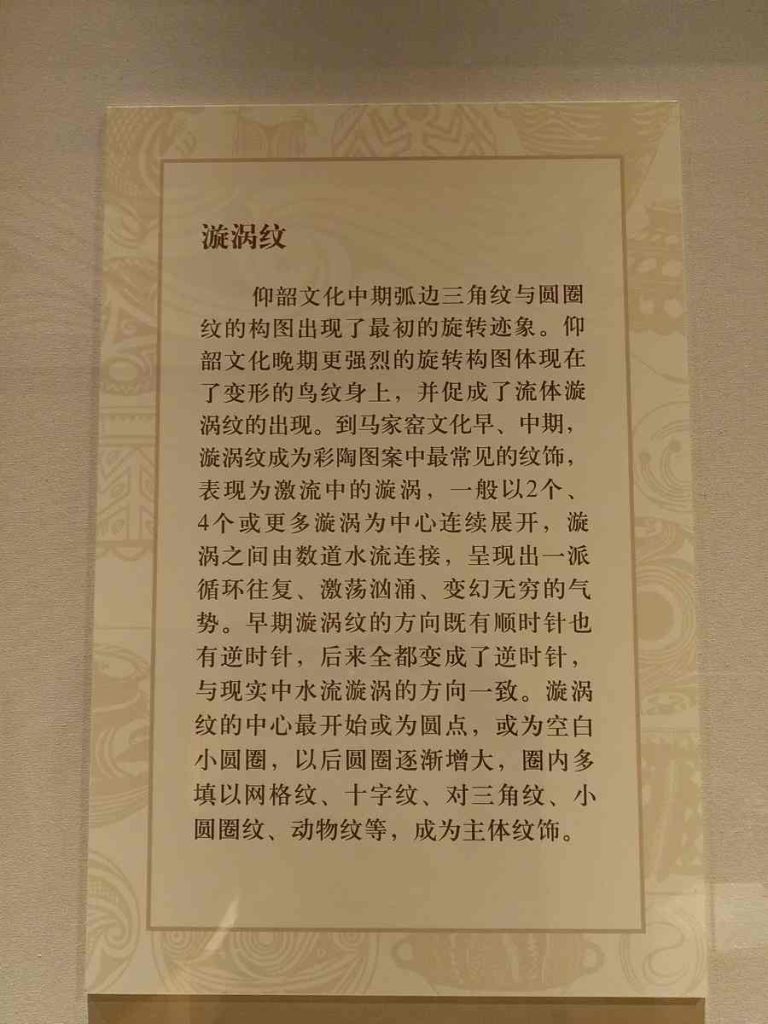 漩涡纹
仰韶文化中期弧边三角纹与圆圈
纹的构图出现了最初的旋转迹象。仰
韶文化晚期更强烈的旋转构图体现在
了变形的鸟纹身上，并促成了流体漩
涡纹的出现。到马家窑文化早、中期，
漩涡纹成为彩陶图案中最常见的纹饰，
表现为激流中的漩涡，一般以2个、
4个或更多漩涡为中心连续展开，漩
涡之间由数道水流连接，呈现出一派
循环往复、激荡汹涌、变幻无穷的气
势。早期漩涡纹的方向既有顺时针也
有逆时针，后来全都变成了逆时针，
与现实中水流漩涡的方向一致。漩涡
纹的中心最开始或为圆点，或为空白
小圆圈，以后圆圈逐渐增大，圈内多
填以网格纹、十字纹、对三角纹、小
圆圈纹、动物纹等，成为主体纹饰。